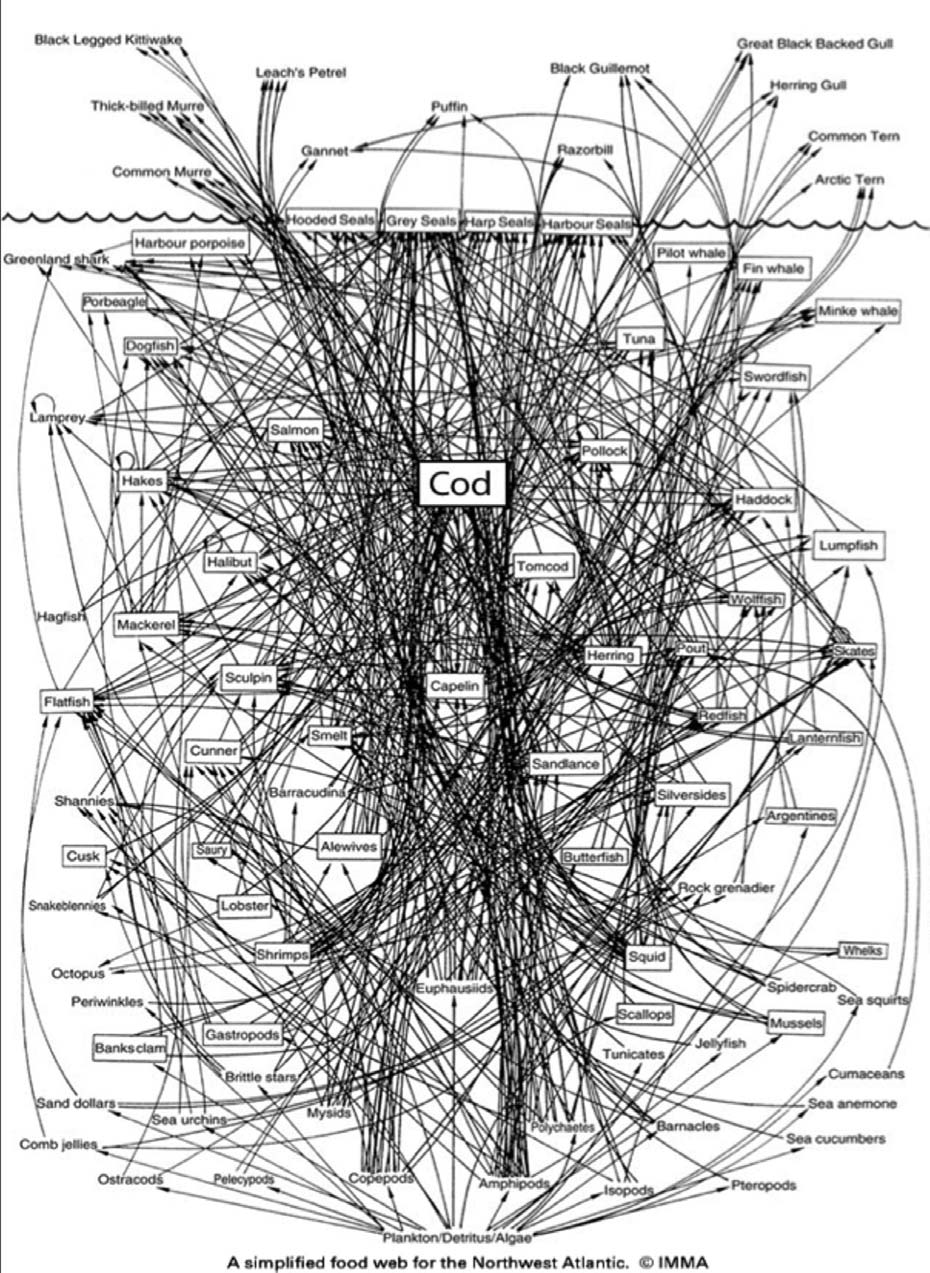 Black Legged Kittiwake
Great Black Backed Gull
Leach's Petrel
Black Guillemot
Herring Gull
Thick-billed Murre
Puffin
Common Tern
Gannet
Razorbill
Common Murre
Arctic Tern
Hooded Seals
Grey Seals
Harp Seals
Harbour Seals
Harbour porpoise
Pilot whale
Greenland shark
Fin whale
Porbeagle
Minke whale
Tuna
Dogfish
Swordfish
Lamprey
Salmon
Pollock
Hakes
Cod
Haddock
Lumpfish
Halibut
Tomcod
Wolffish
Hagfish
Mackerel
Herring
Pout
Skates
Sculpin
Capelin
Flatfish
Redfish
Smelt
Lanternfish
Cunner
Sandlance
Barracudina
Silversides
Shannies
Argentines
Saury
Alewives
Cusk
Butterfish
Rock grenadier
Snakeblennies
Lobster
Shrimps
Squid
Whelks
Octopus
Euphausiids
Spidercrab
Periwinkles
Sea squirts
Scallops
Mussels
Gastropods
Banksclam
Jellyfish
Tunicates
Brittle stars
Cumaceans
Sand dollars
Mysids
Sea anemone
Sea urchins
Polychaetes
Barnacles
Comb jellies
Sea cucumbers
Ostracods
Pelecypods
Copepods
Amphipods
Isopods
Pteropods
Plankton/Detritus/Algae
A simplified food web for the Northwest Atlantic. © IMMA